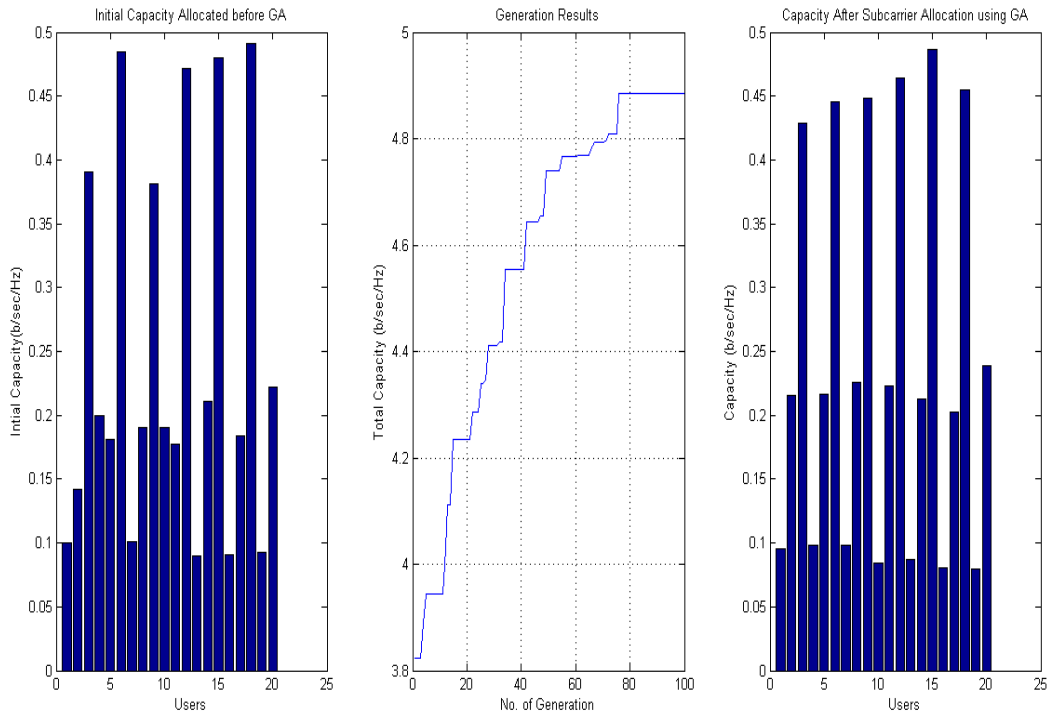 Initial Capacity Allocated before GA
0.5
0.45
0.4
0.35
0.3
0.25
0.2
0.15
0.1
0.05
0
Intial Capacity(b/sec/Hz)
0 5 10 15 20 25
Users
Generation Results
5
4.8
4.6
4.4
4.2
4
3.8
Total Capacity (b/sec/Hz)
0 20 40 60 80 100
No. of Generation
Capacity After Subcarrier Allocation using GA
0.5
0.45
0.4
0.35
0.3
0.25
0.2
0.15
0.1
0.05
0
Capacity (b/sec/Hz)
0 5 10 15 20 25
Users